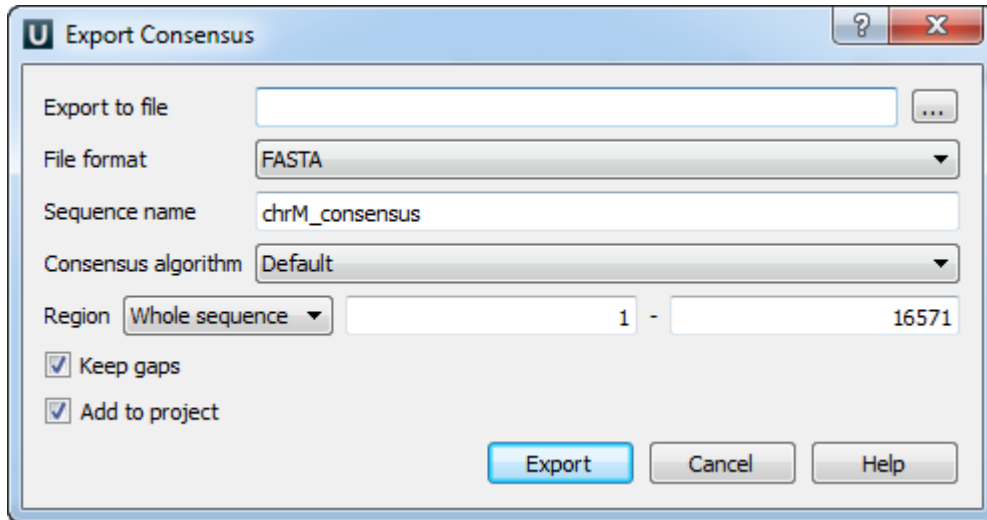 U Export Consensus ?
Export to file ...
File format FASTA
Sequence name chrM_consensus
Consensus algorithm Default
Region Whole sequence 1 - 16571
Keep gaps
Add to project
Export Cancel Help